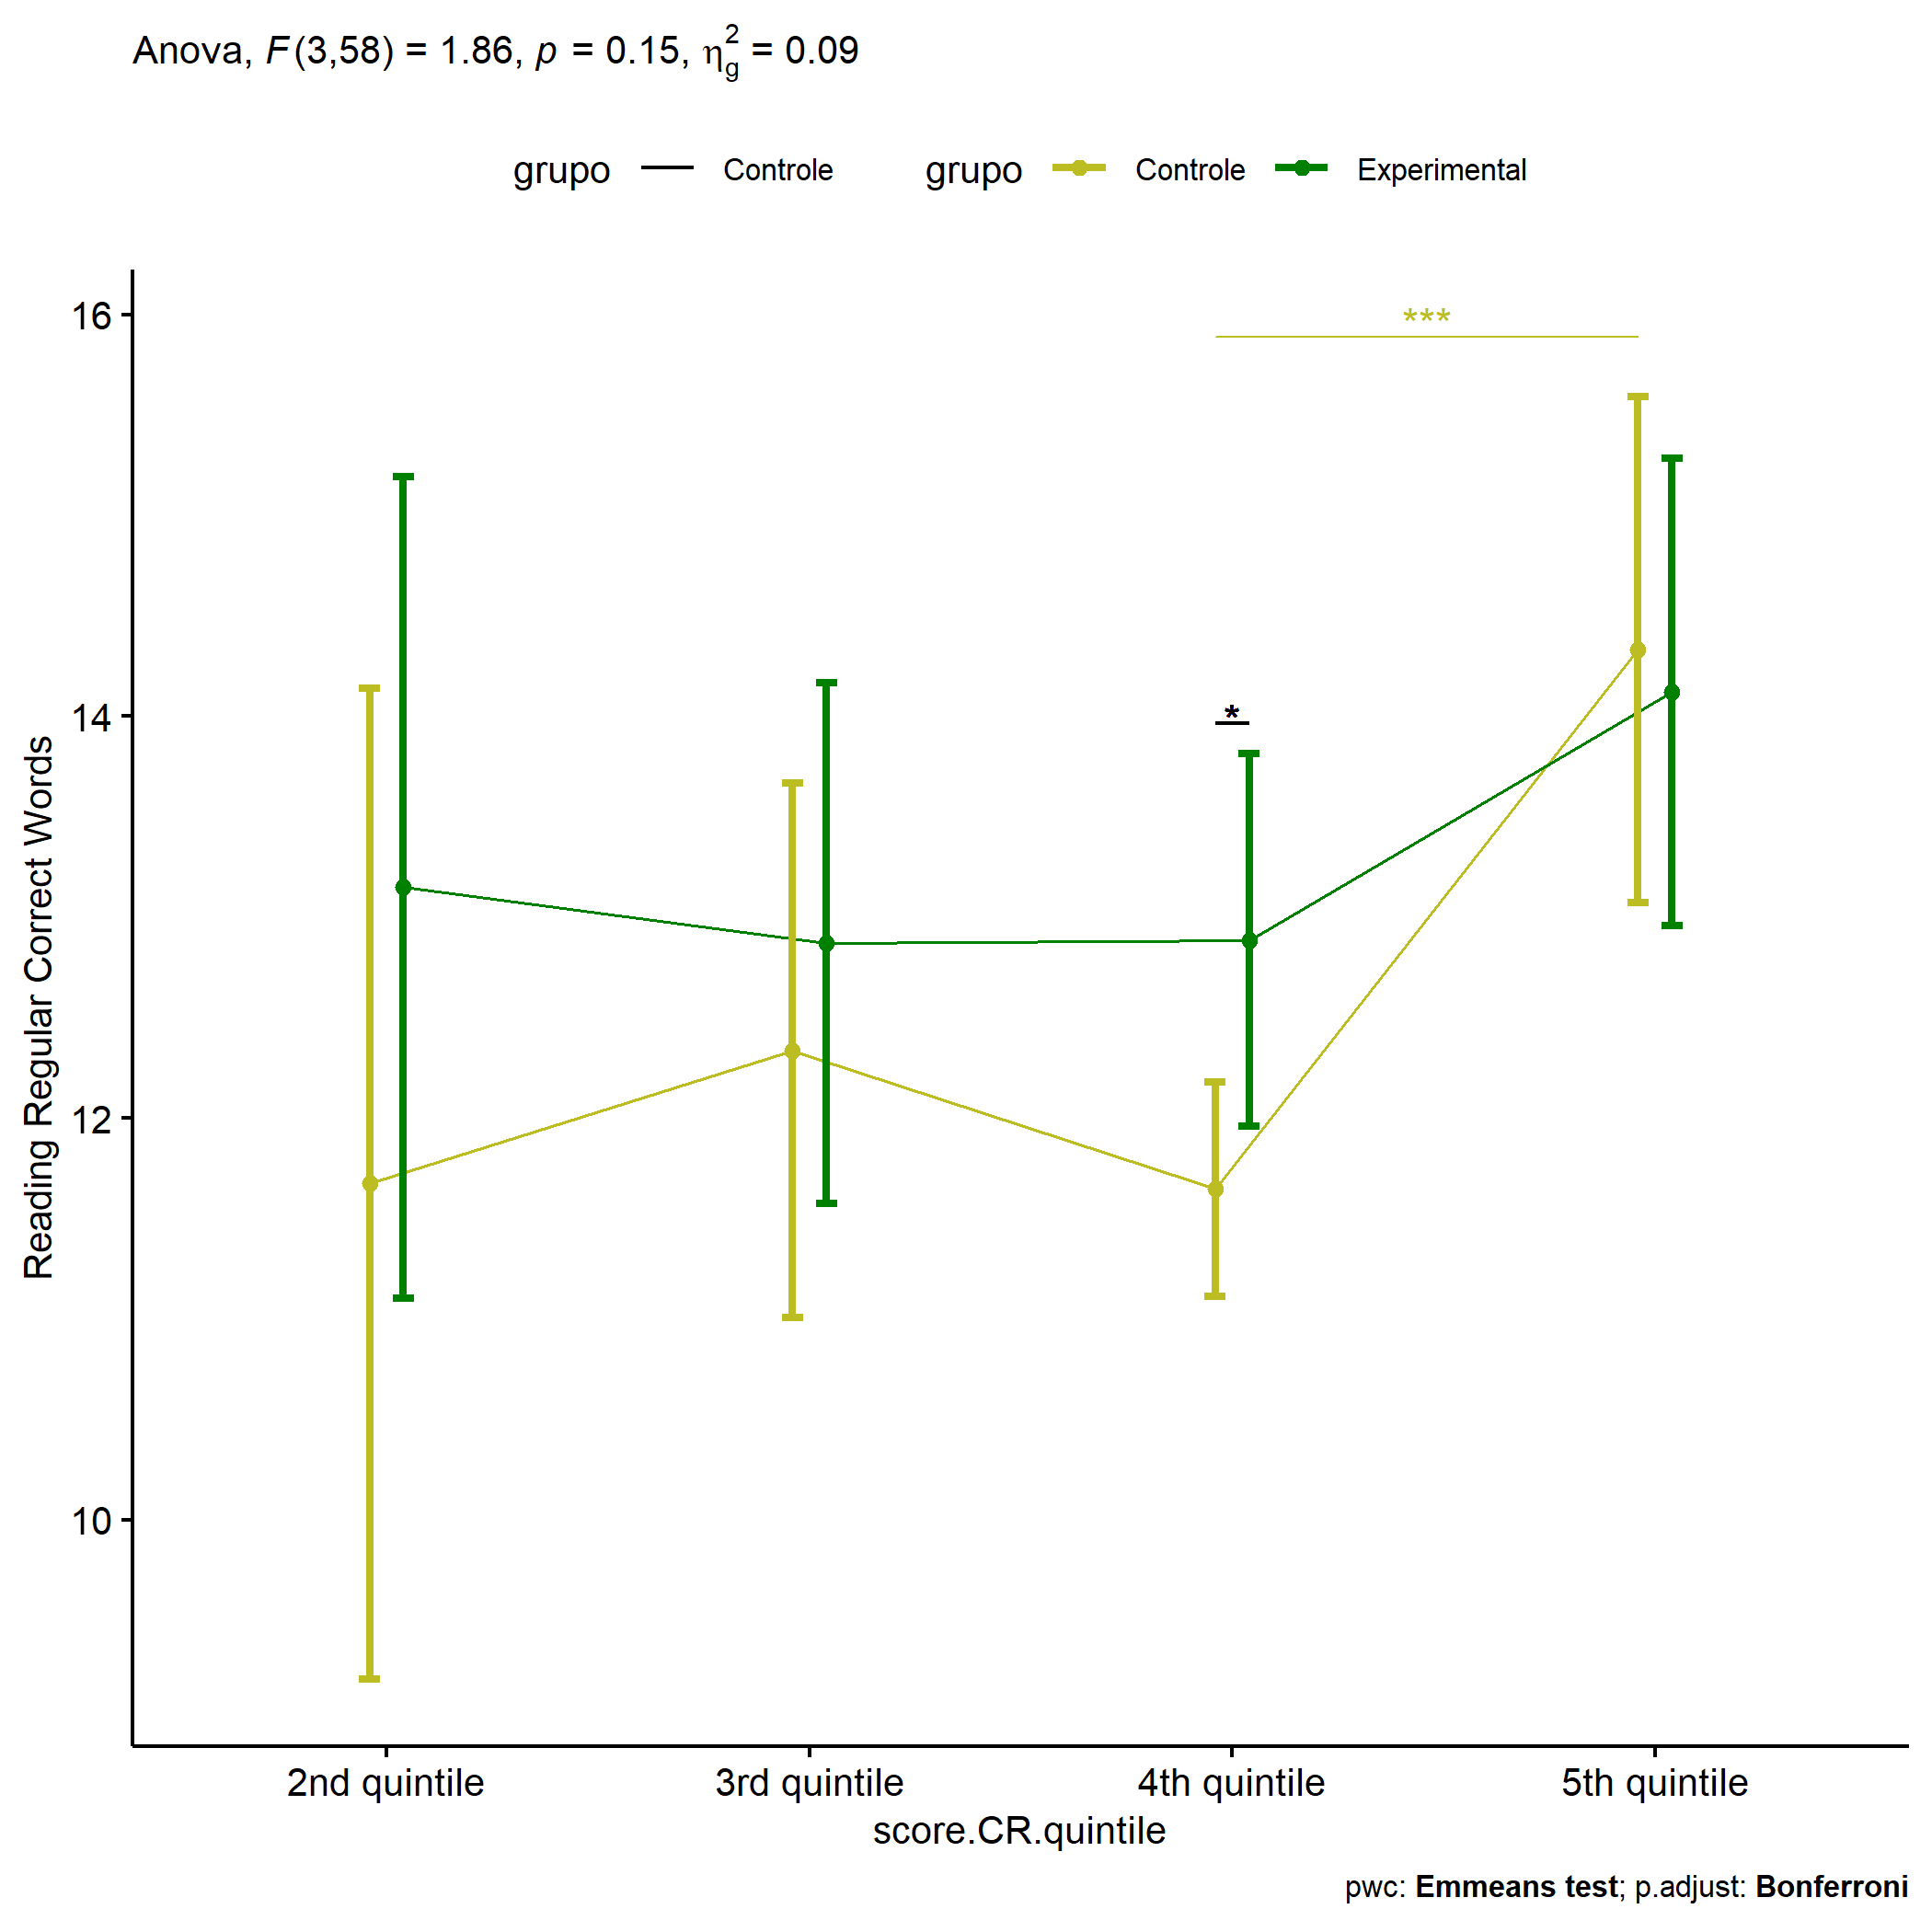 Anova, F(3,58) = 1.86, p = 0.15, η²g = 0.09
grupo Controle grupo Controle Experimental
16
***
14
*
12
10
Reading Regular Correct Words
2nd quintile 3rd quintile 4th quintile 5th quintile
score.CR.quintile
pwc: Emmeans test; p.adjust: Bonferroni